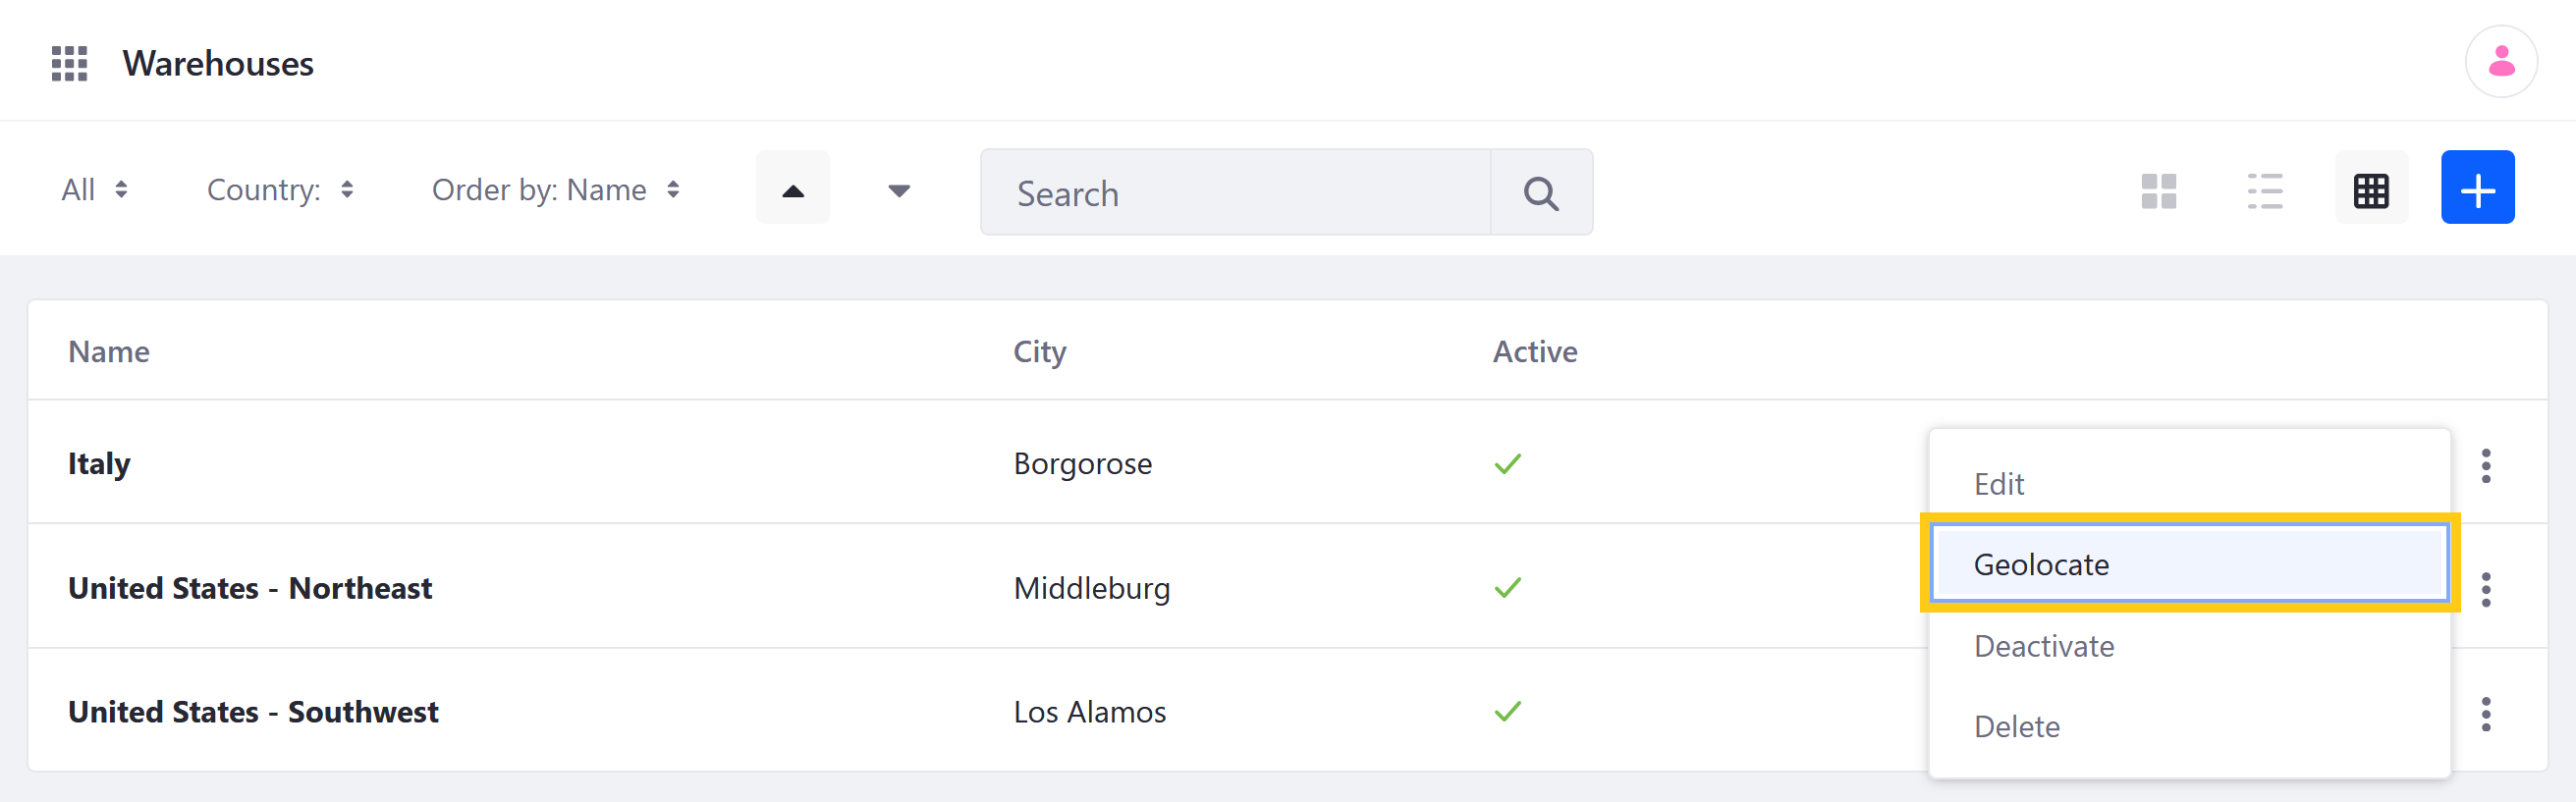 Warehouses
All Country: Order by: Name Search
Name City Active
Italy Borgorose
Edit
Geolocate
United States - Northeast Middleburg
Deactivate
United States - Southwest Los Alamos
Delete